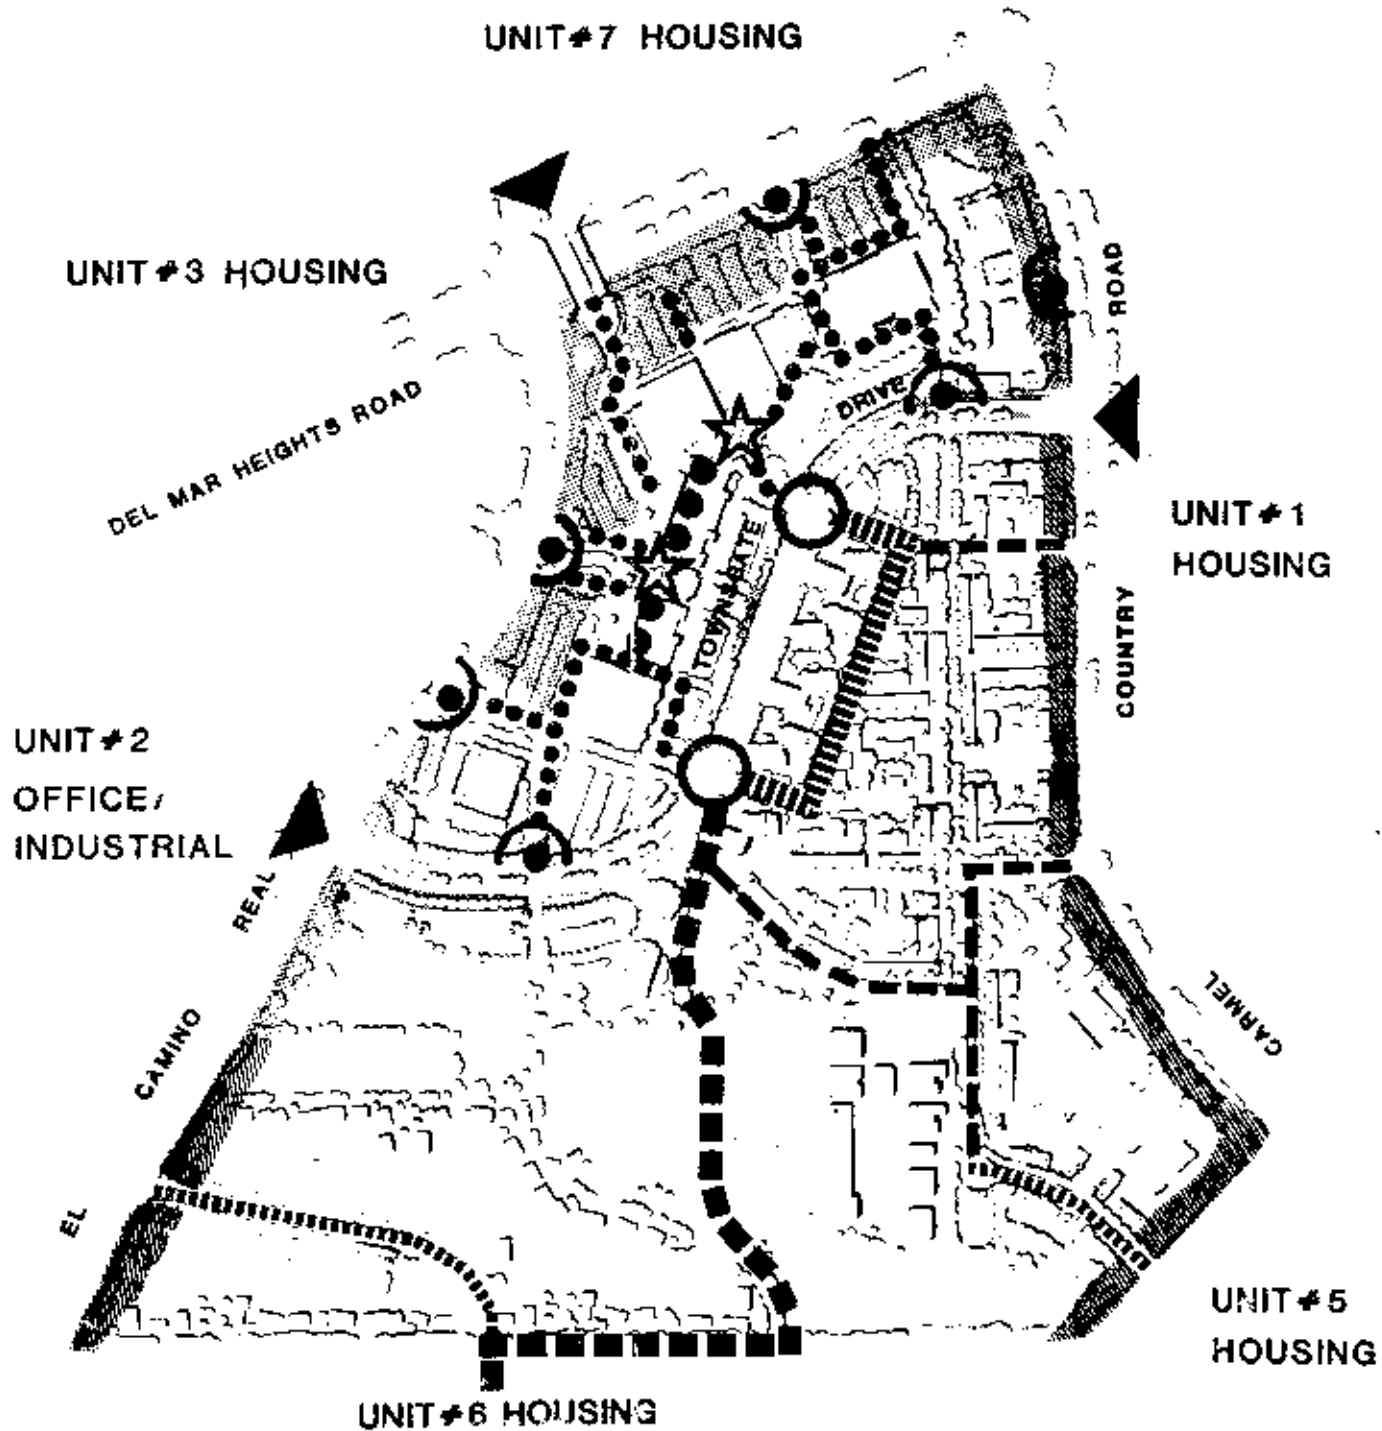 UNIT#7 HOUSING
UNIT#3 HOUSING
ROAD
DEL MAR HEIGHTS ROAD
DRIVE
UNIT#1
HOUSING
TOWNSGATE
COUNTRY
UNIT#2
OFFICE/
INDUSTRIAL
REAL
CARMEL
CAMINO
EL
UNIT#5
HOUSING
UNIT#6 HOUSING